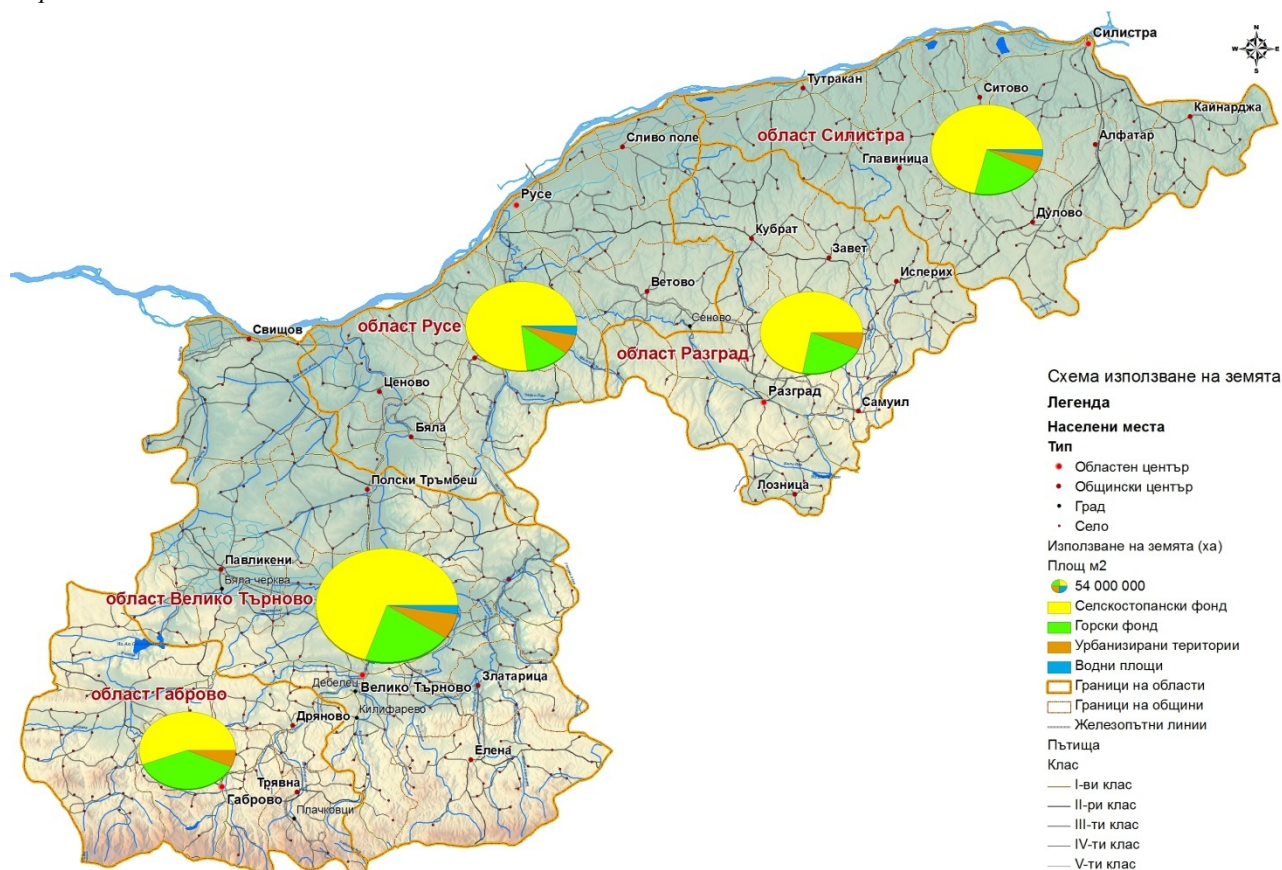 Силистра
N
W E
S
Тутракан
Ситово
Кайнарджа
Сливо поле
област Силистра
Алфатар
Главиница
Русе
Дулово
Кубрат
Завет
Исперих
Ветово
Сеново
Свищов
област Русе
област Разград
Ценово
Разград
Самуил
Бяла
Полски Тръмбеш
Лозница
Павликени
Бяла черква
област Велико Търново
Златарица
Дебелец
Велико Търново
област Габрово
Килифарево
Дряново
Елена
Трявна
Габрово
Плачковци
Схема използване на земята
Легенда
Населени места
Тип
Областен център
Общински център
Град
Село
Използване на земята (ха)
Площ м2
54 000 000
Селскостопански фонд
Горски фонд
Урбанизирани територии
Водни площи
Граници на области
Граници на общини
Железопътни линии
Пътища
Клас
I-ви клас
II-ри клас
III-ти клас
IV-ти клас
V-ти клас